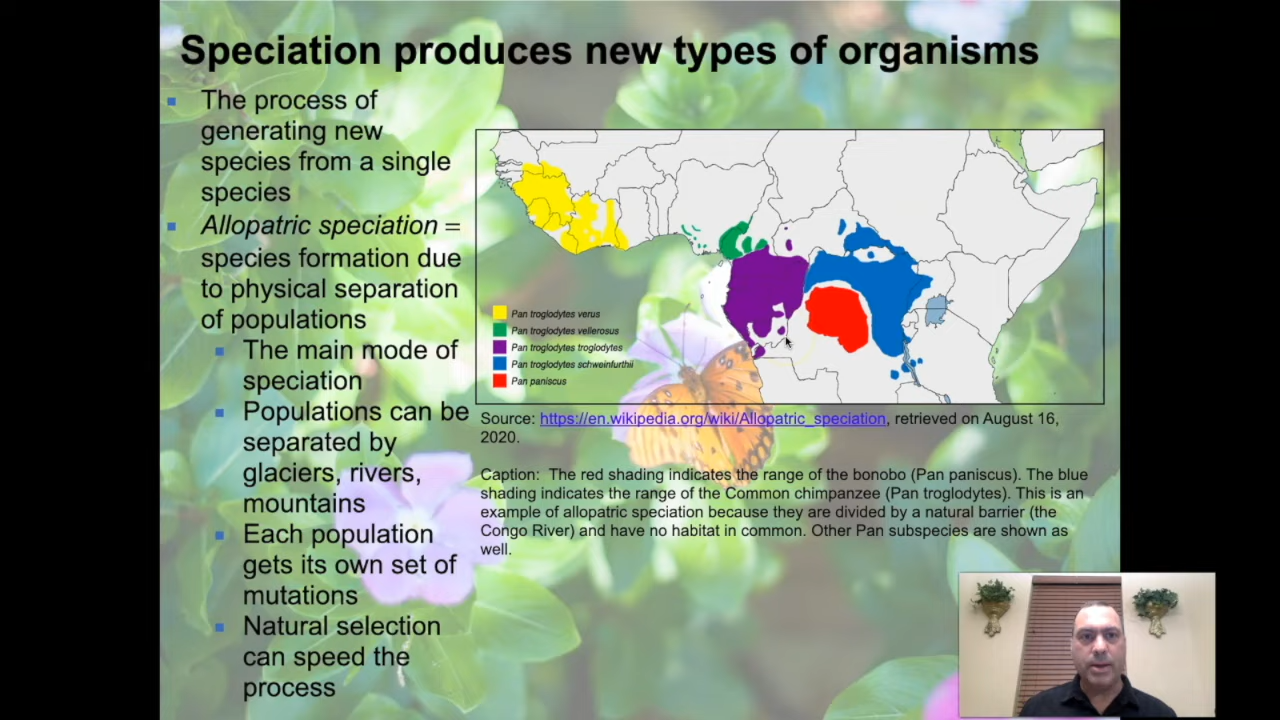 Speciation produces new types of organisms
The process of
generating new
species from a single
species
Allopatric speciation =
species formation due
to physical separation
of populations
The main mode of
speciation
Populations can be
separated by
glaciers, rivers,
mountains
Each population
gets its own set of
mutations
Natural selection
can speed the
process
Pan troglodytes verus
Pan troglodytes vellerosus
Pan troglodytes troglodytes
Pan troglodytes schweinfurthii
Pan paniscus
Source: https://en.wikipedia.org/wiki/Allopatric_speciation, retrieved on August 16,
2020.
Caption: The red shading indicates the range of the bonobo (Pan paniscus). The blue
shading indicates the range of the Common chimpanzee (Pan troglodytes). This is an
example of allopatric speciation because they are divided by a natural barrier (the
Congo River) and have no habitat in common. Other Pan subspecies are shown as
well.